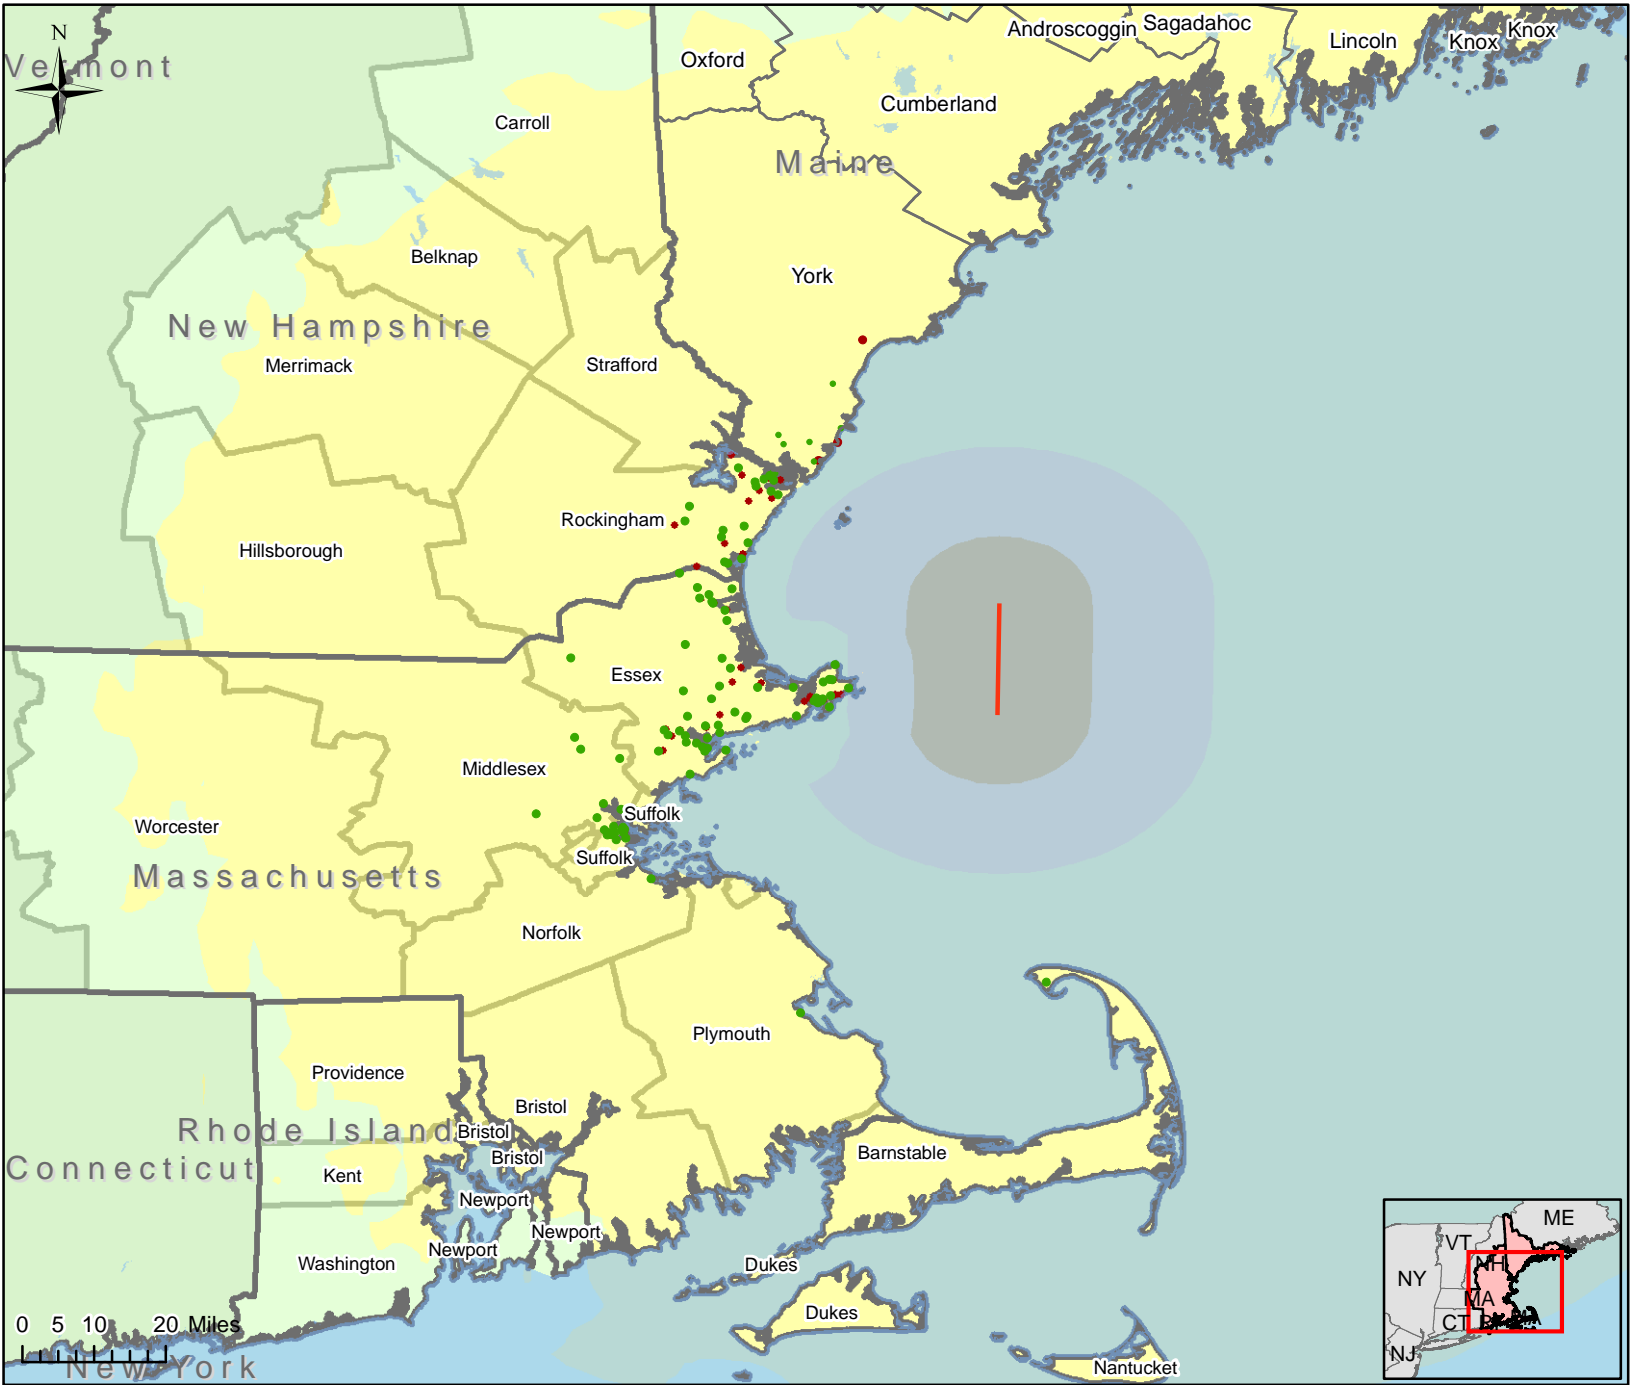 Androscoggin
Sagadahoc
Knox
Knox
Lincoln
N
Vermont
Oxford
Cumberland
Carroll
Maine
Belknap
York
New Hampshire
Merrimack
Strafford
Rockingham
Hillsborough
Essex
Middlesex
Suffolk
Worcester
Suffolk
Massachusetts
Norfolk
Plymouth
Providence
Bristol
Rhode Island
Bristol
Barnstable
Bristol
Connecticut
Kent
Newport
Newport
Newport
Washington
Dukes
Dukes
Nantucket
0 5 10 20 Miles
New York
ME
VT
NH
NY
MA
CT
NJ